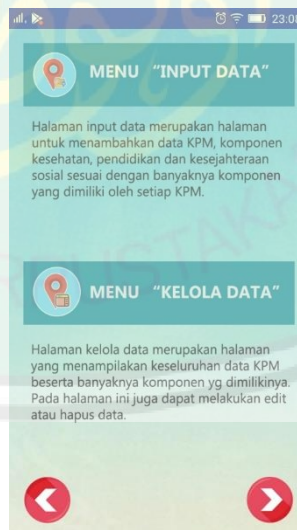 23:08
MENU “INPUT DATA”
Halaman input data merupakan halaman
untuk menambahkan data KPM, komponen
kesehatan, pendidikan dan kesejahteraan
sosial sesuai dengan banyaknya komponen
yang dimiliki oleh setiap KPM.
MENU “KELOLA DATA”
Halaman kelola data merupakan halaman
yang menampilakan keseluruhan data KPM
beserta banyaknya komponen yg dimilikinya.
Pada halaman ini juga dapat melakukan edit
atau hapus data.